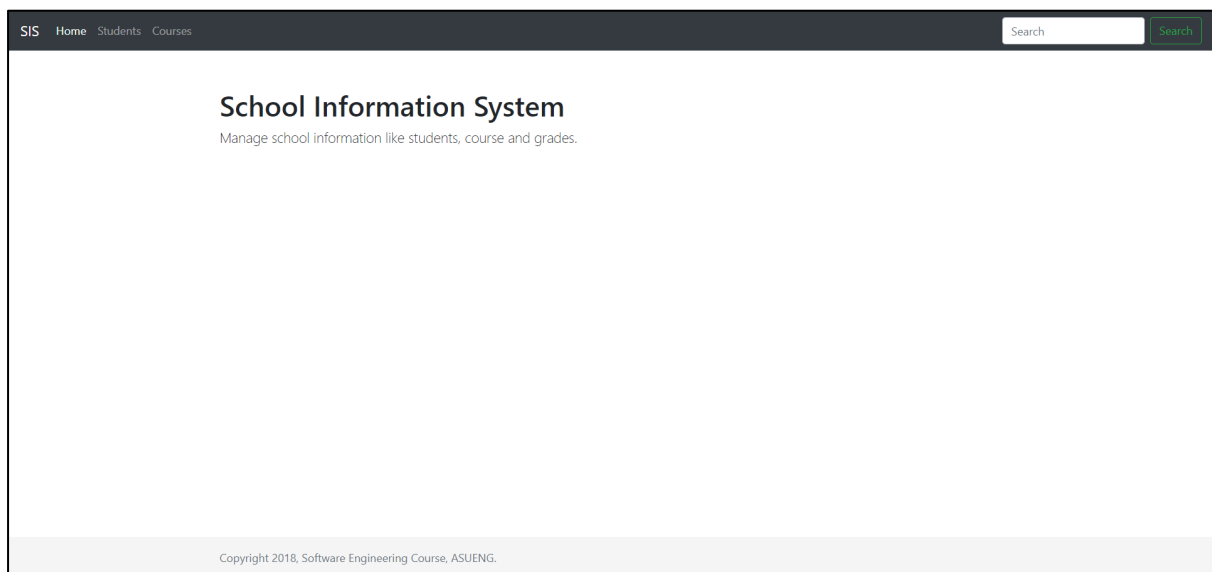 SIS Home Students Courses Search Search
School Information System
Manage school information like students, course and grades.
Copyright 2018, Software Engineering Course, ASUENG.